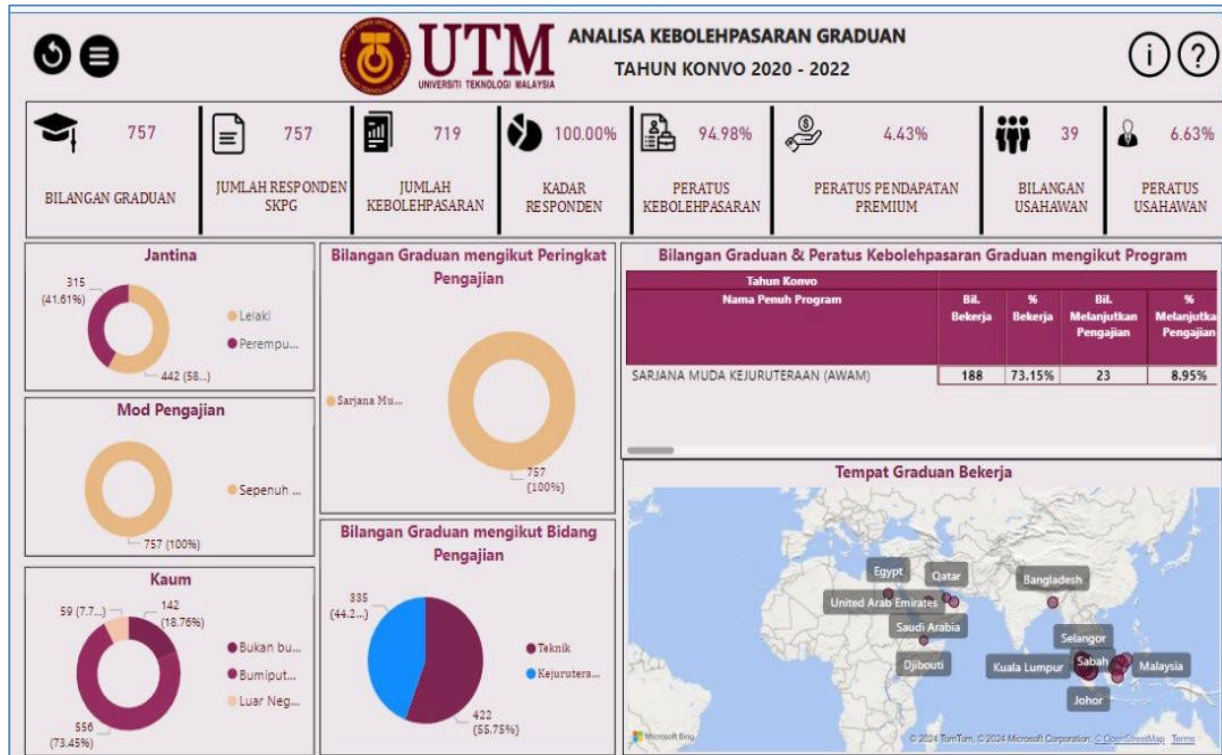 UTM
UNIVERSITI TEKNOLOGI MALAYSIA
ANALISA KEBOLEHPASARAN GRADUAN
TAHUN KONVO 2020 - 2022
i
?
757
BILANGAN GRADUAN
757
JUMLAH RESPONDEN
SKPG
719
JUMLAH
KEBOLEHPASARAN
100.00%
KADAR
RESPONDEN
94.98%
PERATUS
KEBOLEHPASARAN
4.43%
PERATUS PENDAPATAN
PREMIUM
39
BILANGAN
USAHAWAN
6.63%
PERATUS
USAHAWAN
Jantina
315
(41.61%)
Lelaki
Perempu...
442 (58...)
Mod Pengajian
Sepenuh ...
757 (100%)
Kaum
59 (7.7...)
142
(18.76%)
Bukan bu...
Bumiput...
Luar Neg...
556
(73.45%)
Bilangan Graduan mengikut Peringkat
Pengajian
Sarjana Mu...
757
(100%)
Bilangan Graduan mengikut Bidang
Pengajian
335
(44.2...)
Teknik
Kejurutera...
422
(55.75%)
Bilangan Graduan & Peratus Kebolehpasaran Graduan mengikut Program
Tahun Konvo
Nama Penuh Program
Bil.
Bekerja
%
Bekerja
Bil.
Melanjutkan
Pengajian
%
Melanjutka
Pengajian
SARJANA MUDA KEJURUTERAAN (AWAM) 188 73.15% 23 8.95%
Tempat Graduan Bekerja
Egypt
Qatar
Bangladesh
United Arab Emirates
Saudi Arabia
Selangor
Djibouti
Kuala Lumpur
Sabah
Malaysia
Johor
Microsoft Bing
© 2024 TomTom, © 2024 Microsoft Corporation, © OpenStreetMap Terms